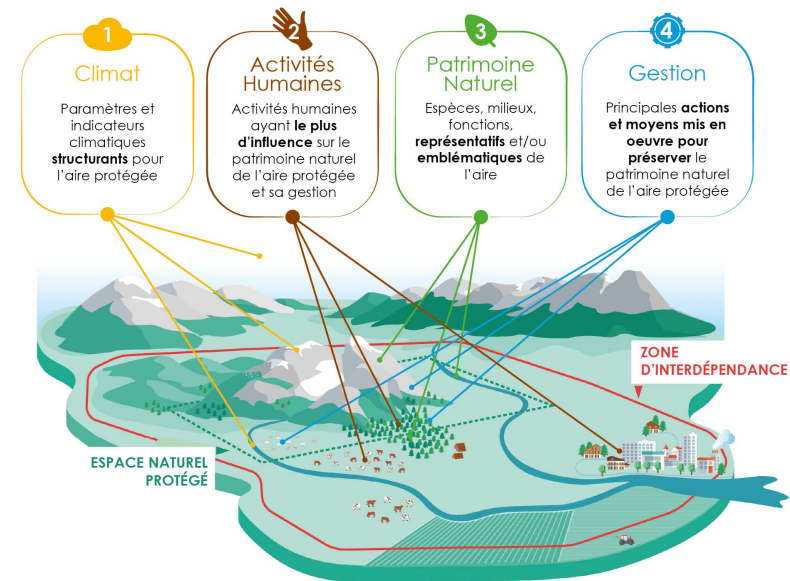 1
Climat
Paramètres et
indicateurs
climatiques
structurants pour
l'aire protégée
2
Activités
Humaines
Activités humaines
ayant le plus
d'influence sur le
patrimoine naturel
de l'aire protégée
et sa gestion
3
Patrimoine
Naturel
Espèces, milieux,
fonctions,
représentatifs et/ou
emblématiques de
l'aire
4
Gestion
Principales actions
et moyens mis en
oeuvre pour
préserver le
patrimoine naturel
de l'aire protégée
ZONE
D'INTERDÉPENDANCE
ESPACE NATUREL
PROTÉGÉ